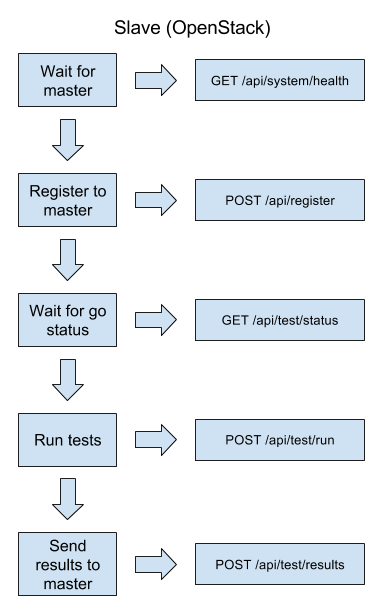 Slave (OpenStack)
Wait for
master
GET /api/system/health
Register to
master
POST /api/register
Wait for go
status
GET /api/test/status
Run tests
POST /api/test/run
Send
results to
master
POST /api/test/results